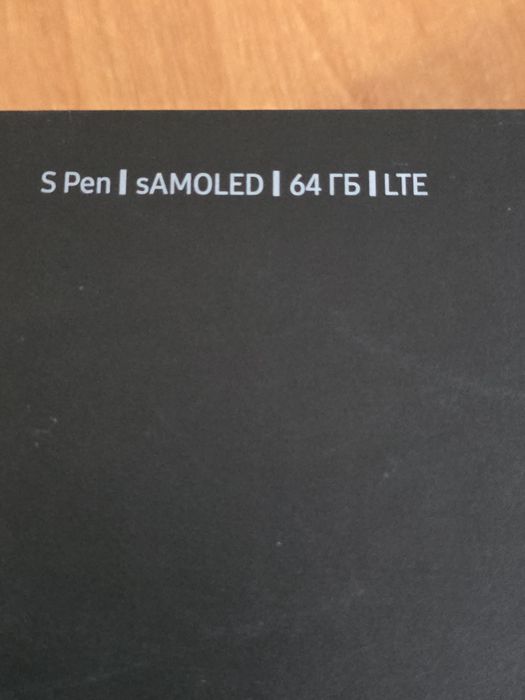 S Pen | sAMOLED | 64 ГБ | LTE